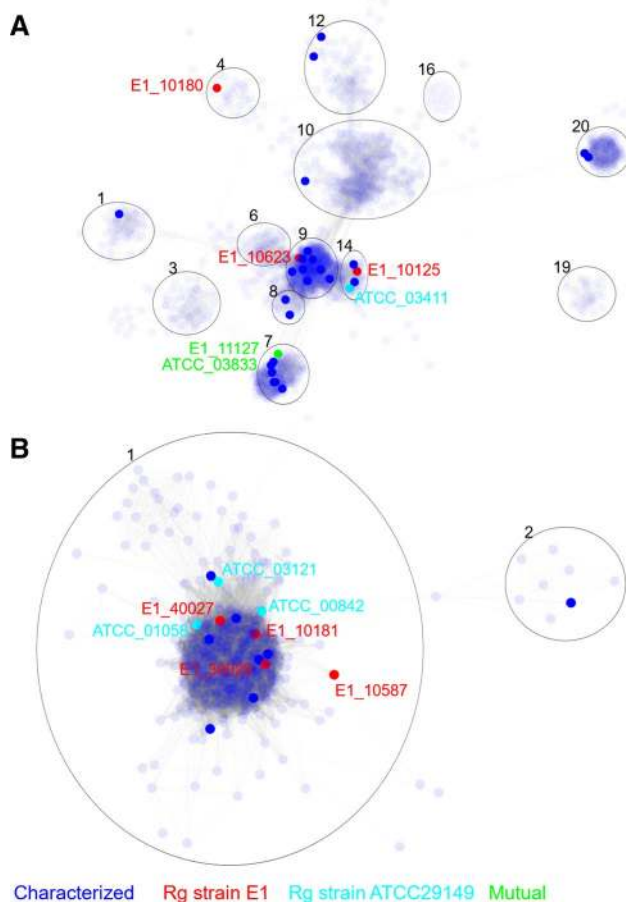 A
12
4
16
E1_10180
10
20
1
6
9
14
E1_10623
E1_10125
3
8
ATCC_03411
19
7
E1_11127
ATCC_03833
B
1
2
ATCC_03121
E1_40027
ATCC_00842
ATCC_01058
E1_10181
E1_10587
Characterized Rg strain E1 Rg strain ATCC29149 Mutual